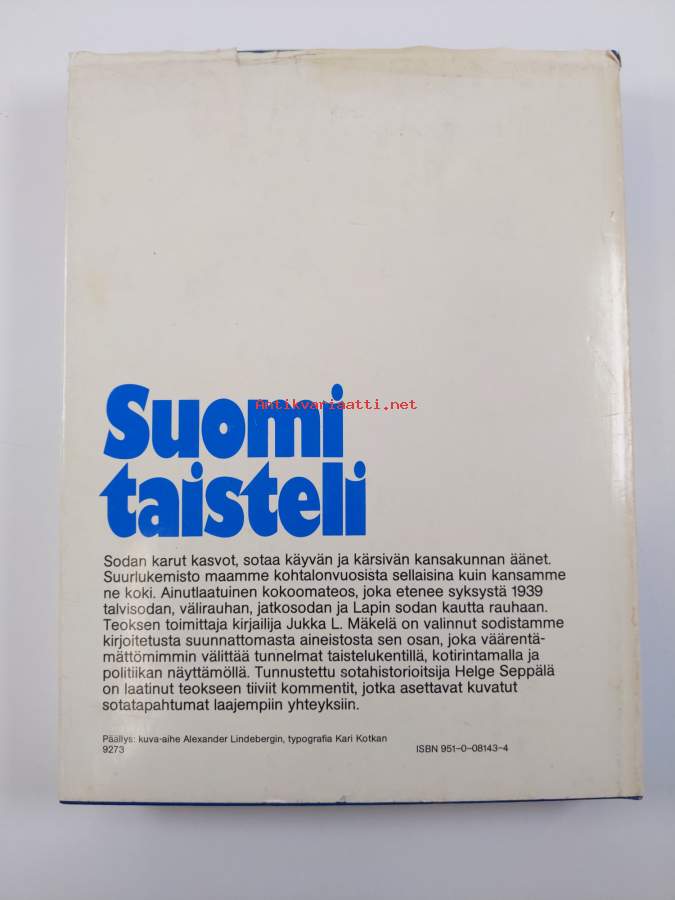 Suomi
Antikvariaatti.net
taisteli
Sodan karut kasvot, sotaa käyvän ja kärsivän kansakunnan äänet.
Suurlukemisto maamme kohtalonvuosista sellaisina kuin kansamme
ne koki. Ainutlaatuinen kokoomateos, joka etenee syksystä 1939
talvisodan, välirauhan, jatkosodan ja Lapin sodan kautta rauhaan.
Teoksen toimittaja kirjailija Jukka L. Mäkelä on valinnut sodistamme
kirjoitetusta suunnattomasta aineistosta sen osan, joka väärentä-
mättömimmin välittää tunnelmat taistelukentillä, kotirintamalla ja
politiikan näyttämöllä. Tunnustettu sotahistorioitsija Helge Seppälä
on laatinut teokseen tiiviit kommentit, jotka asettavat kuvatut
sotatapahtumat laajempiin yhteyksiin.
Päällys: kuva-aihe Alexander Lindebergin, typografia Kari Kotkan
9273 ISBN 951-0-08143-4